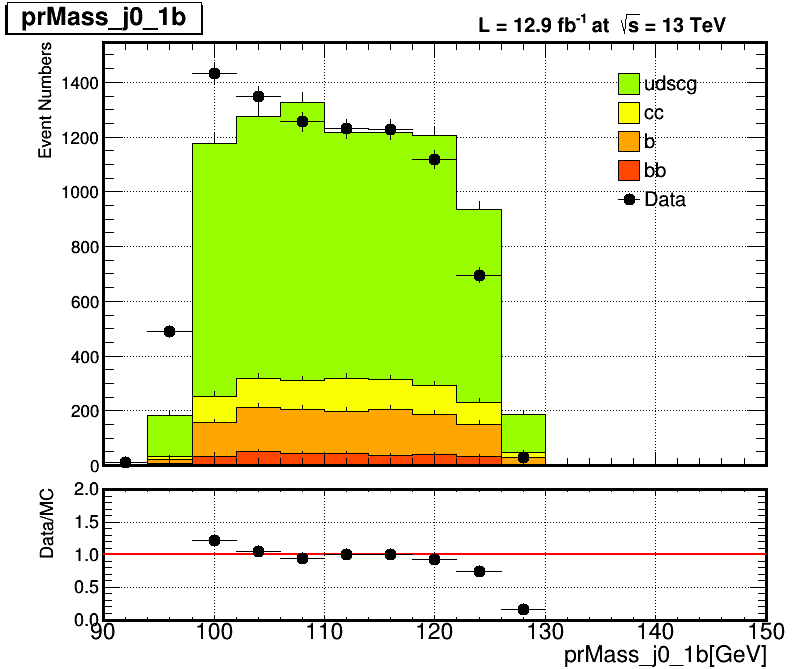 prMass_j0_1b
L = 12.9 fb⁻¹ at √s = 13 TeV
Event Numbers
1400
1200
1000
800
600
400
200
0
udscg
cc
b
bb
Data
Data/MC
2.0
1.5
1.0
0.5
0.0
90 100 110 120 130 140 150
prMass_j0_1b[GeV]